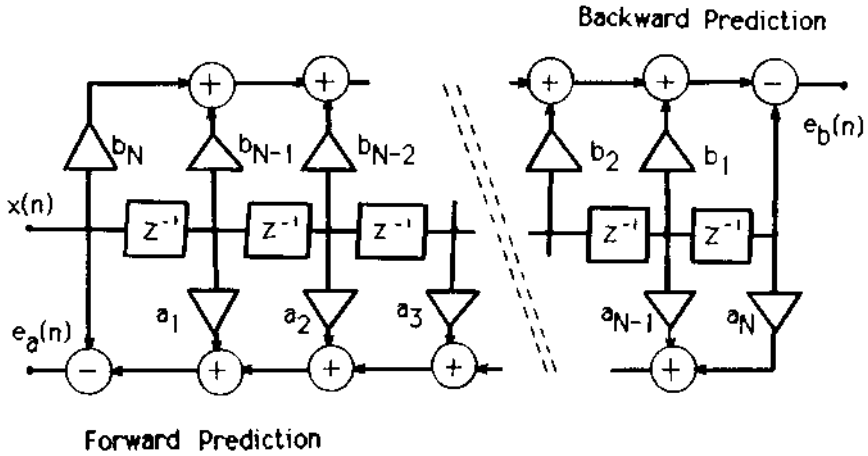 Backward Prediction
+ + + + −
b_N b_{N-1} b_{N-2} b_2 b_1 e_b(n)
x(n) Z⁻¹ Z⁻¹ Z⁻¹ Z⁻¹ Z⁻¹
a_1 a_2 a_3 a_{N-1} a_N
e_a(n)
− + + + +
Forward Prediction